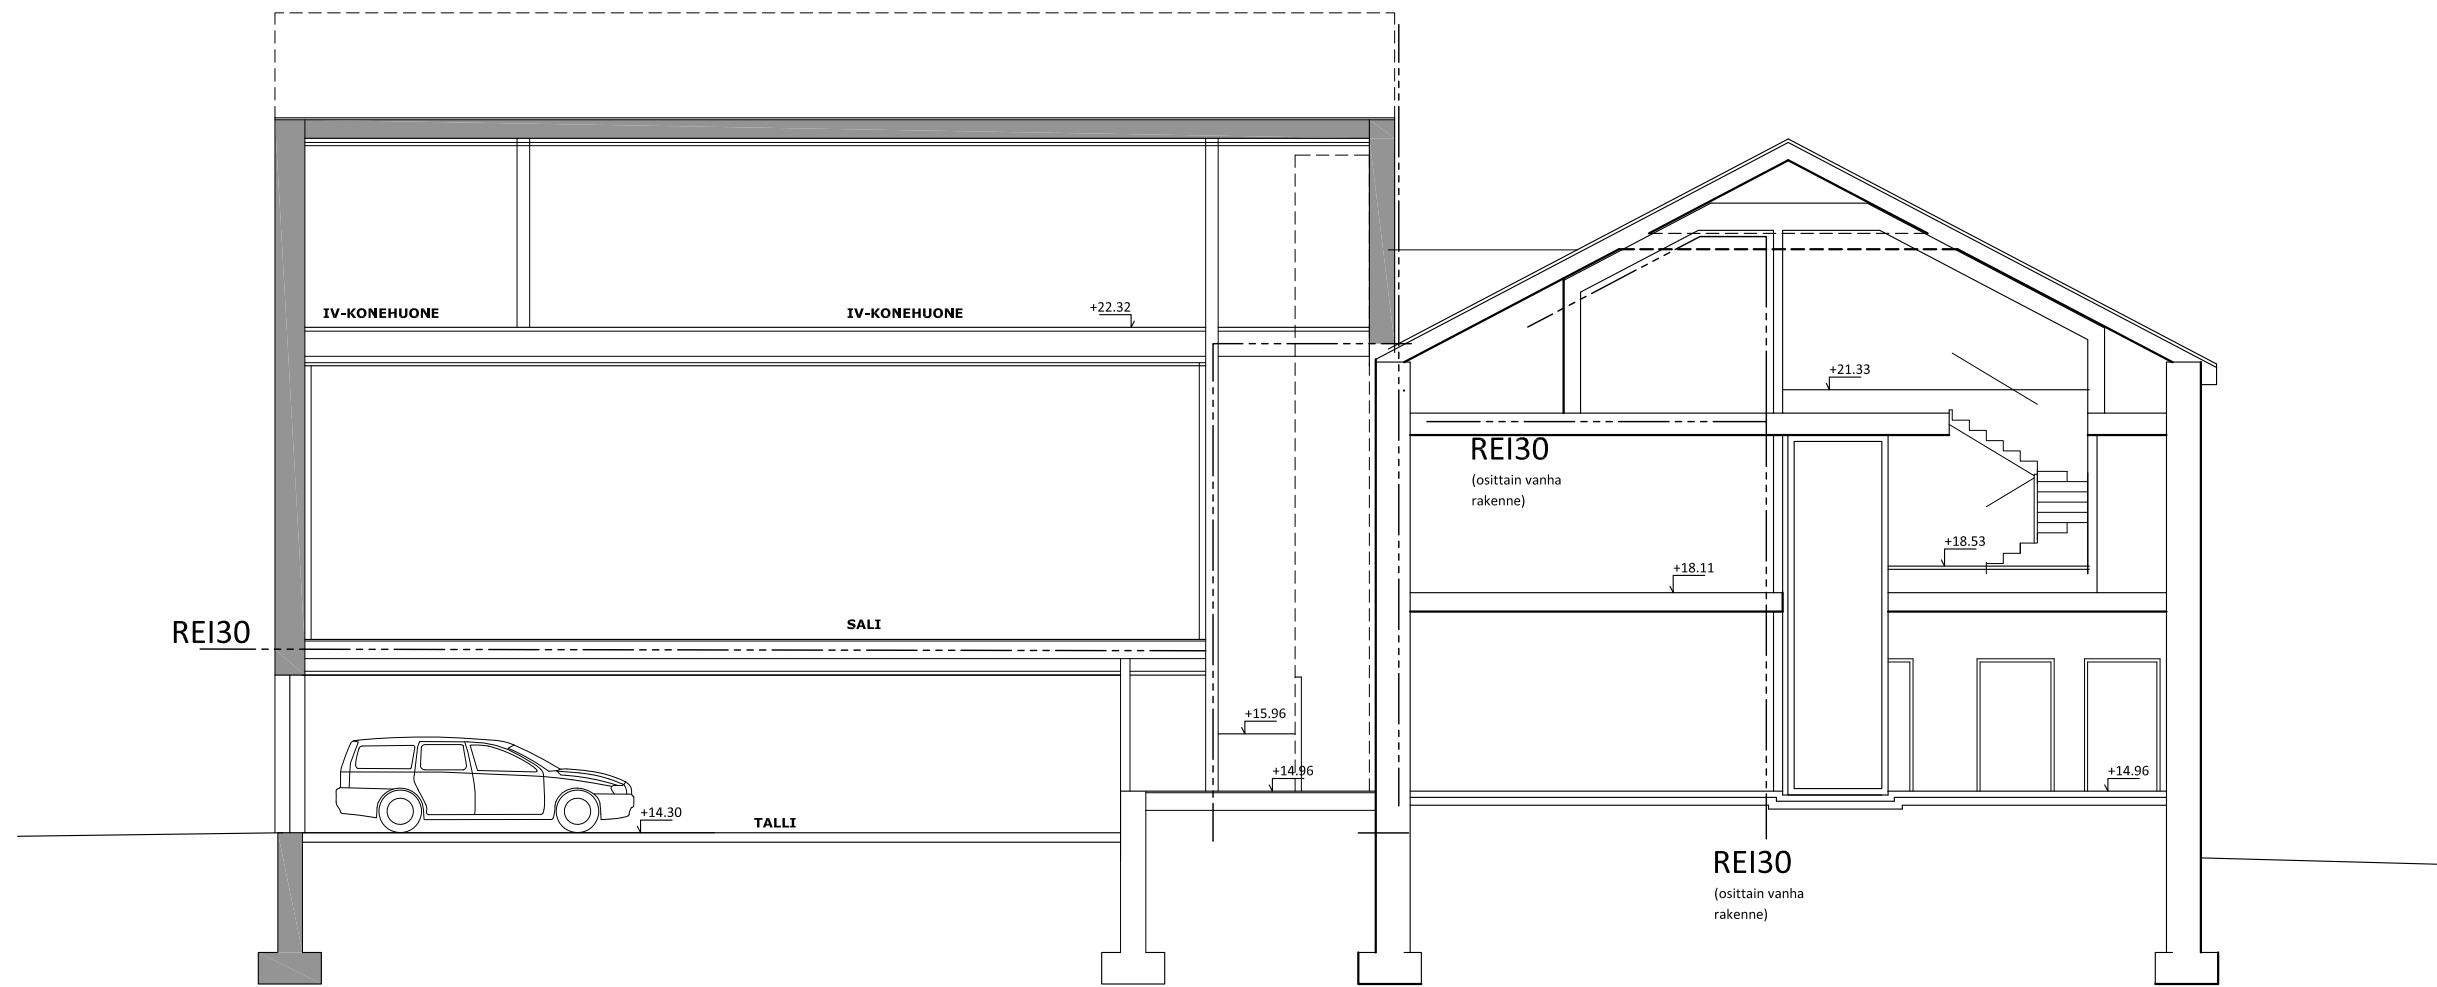 IV-KONEHUONE
IV-KONEHUONE
+22.32
+21.33
REI30
(osittain vanha
rakenne)
+18.53
+18.11
SALI
REI30
+15.96
+14.96
+14.96
+14.30
TALLI
REI30
(osittain vanha
rakenne)